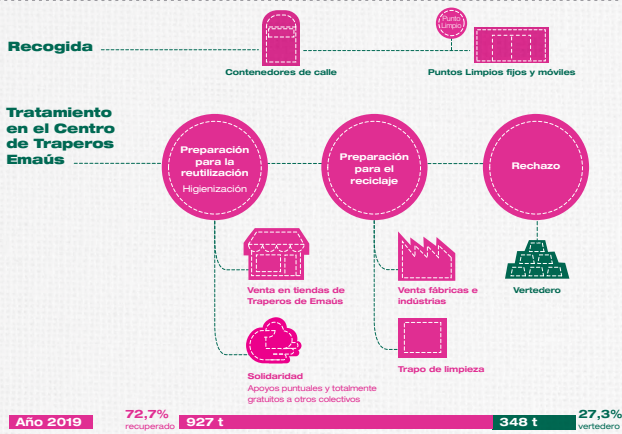 Recogida
Punto
Limpio
Contenedores de calle
Puntos Limpios fijos y móviles
Tratamiento
en el Centro
de Traperos
Emaús
Preparación
para la
reutilización
Higienización
Preparación
para el
reciclaje
Rechazo
Venta en tiendas de
Traperos de Emaús
Venta fábricas e
indústrias
Vertedero
Solidaridad
Apoyos puntuales y totalmente
gratuitos a otros colectivos
Trapo de limpieza
Año 2019
72,7%
recuperado
927 t
348 t
27,3%
vertedero